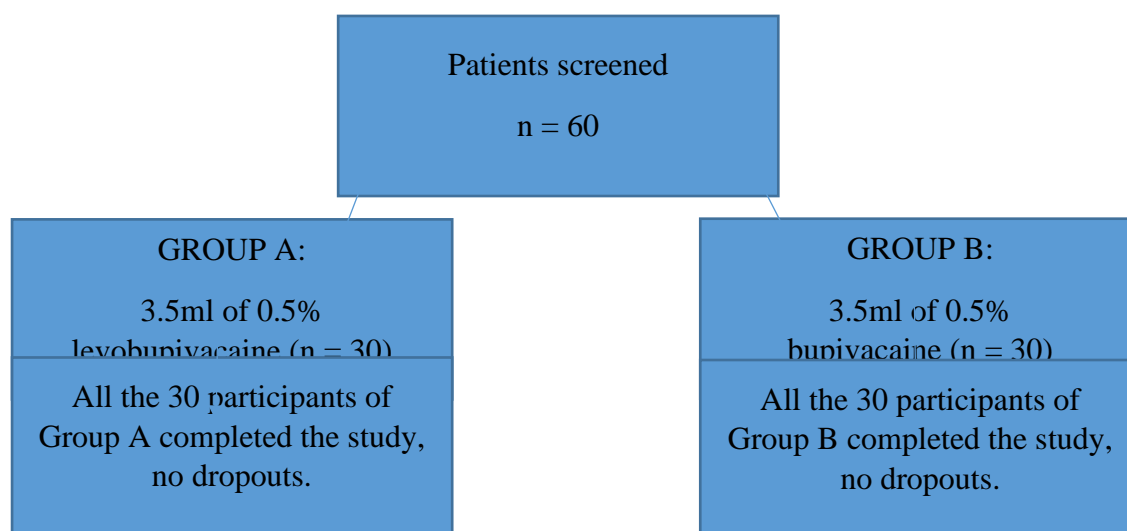 Patients screened
n = 60
GROUP A:
3.5ml of 0.5%
levobupivacaine (n = 30)
All the 30 participants of
Group A completed the study,
no dropouts.
GROUP B:
3.5ml of 0.5%
bupivacaine (n = 30)
All the 30 participants of
Group B completed the study,
no dropouts.